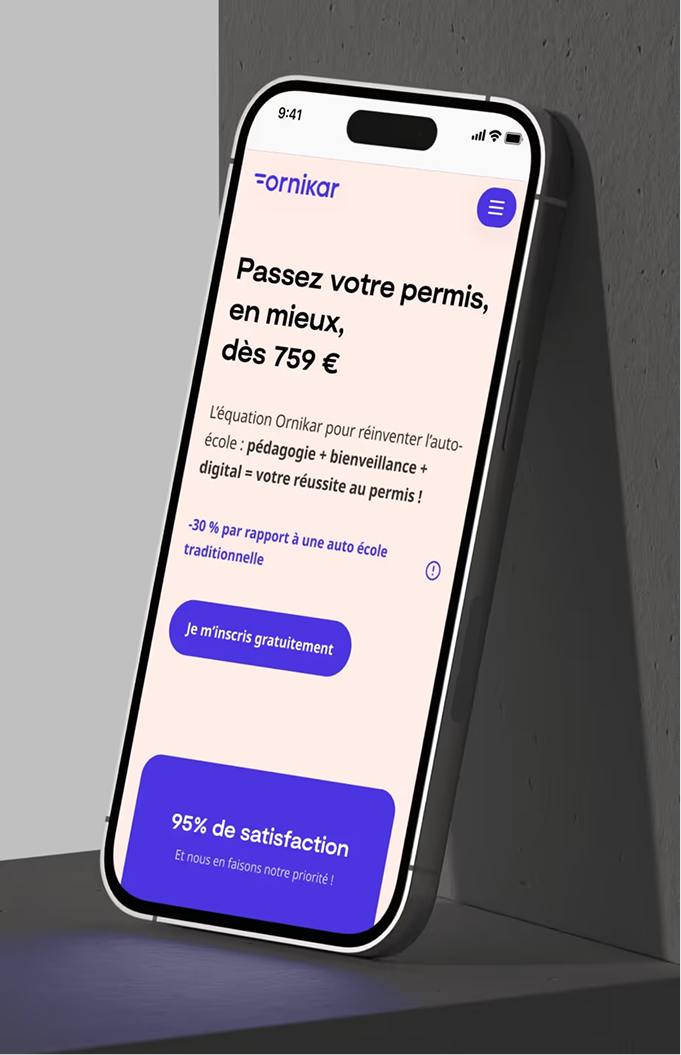 9:41
ornikar
Passez votre permis,
en mieux,
dès 759 €
L'équation Ornikar pour réinventer l'auto-
école : pédagogie + bienveillance +
digital = votre réussite au permis !
-30 % par rapport à une auto école
traditionnelle
Je m'inscris gratuitement
95% de satisfaction
Et nous en faisons notre priorité !